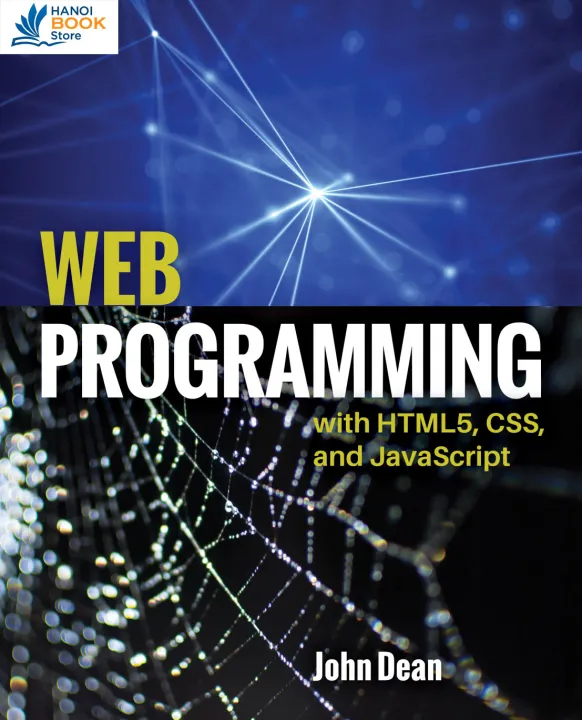 HANOI
BOOK
Store
WEB
PROGRAMMING
with HTML5, CSS,
and JavaScript
John Dean